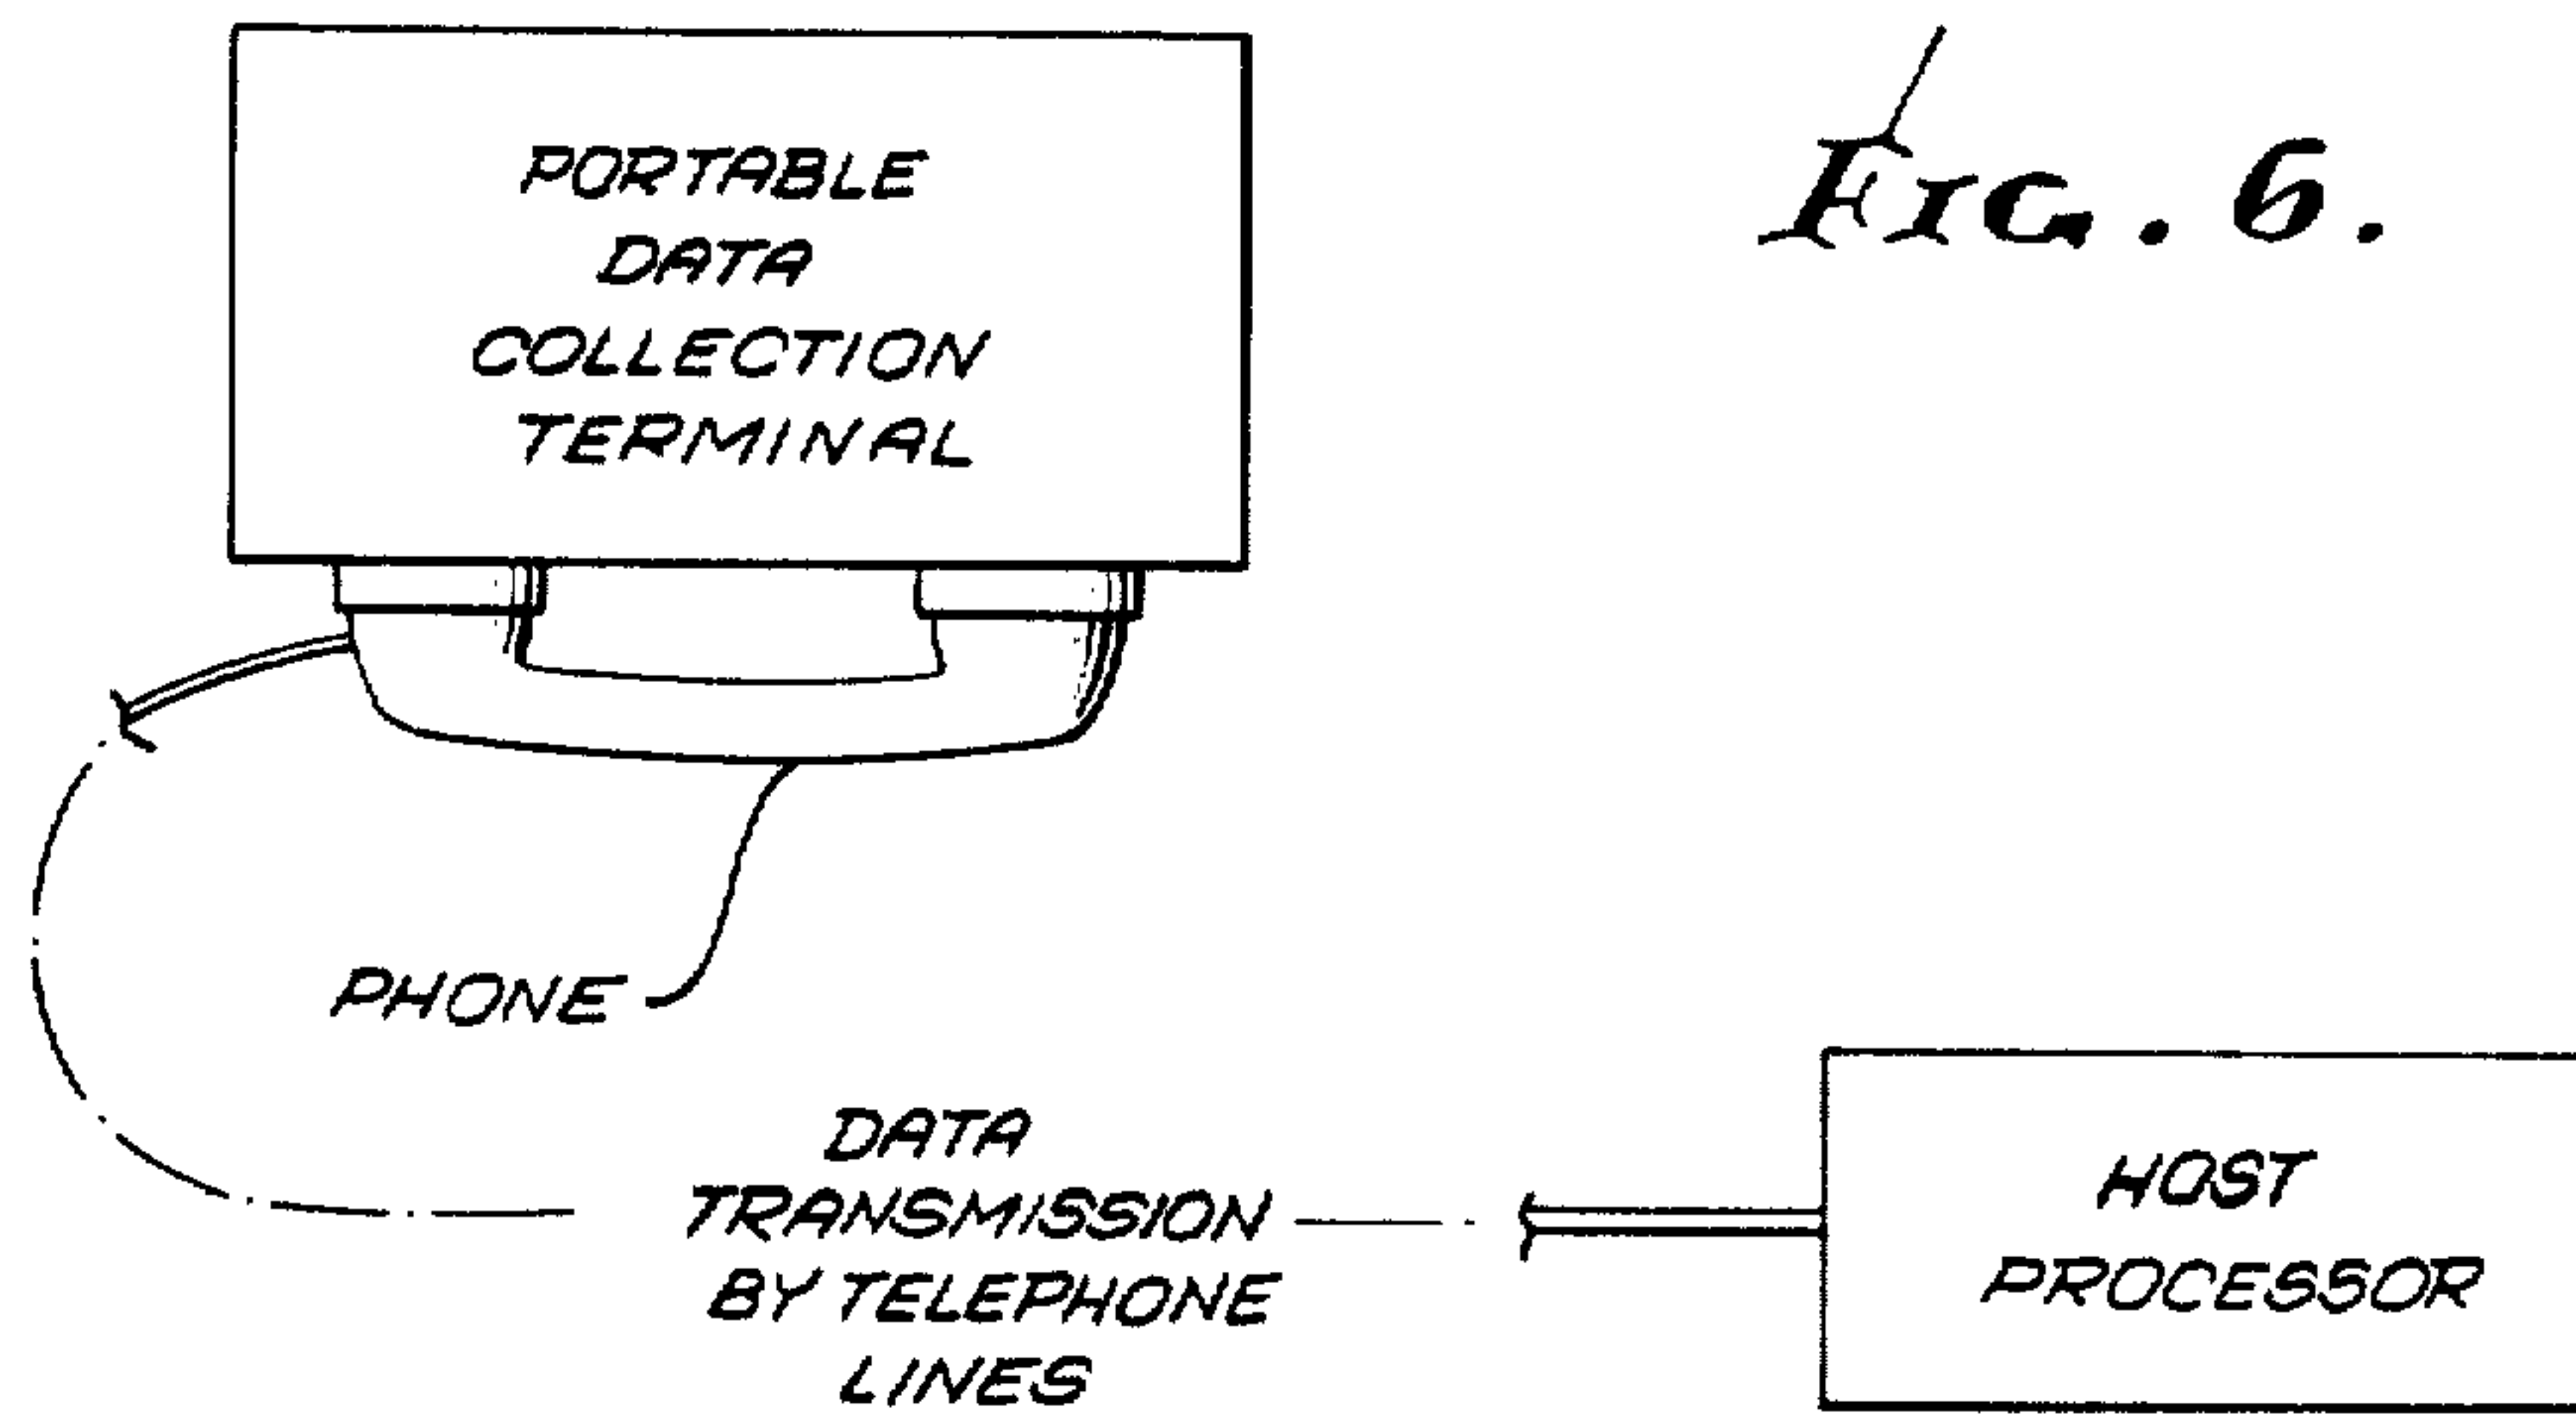 PORTABLE
DATA
COLLECTION
TERMINAL
FIG. 6.
PHONE
DATA
TRANSMISSION
BY TELEPHONE
LINES
HOST
PROCESSOR